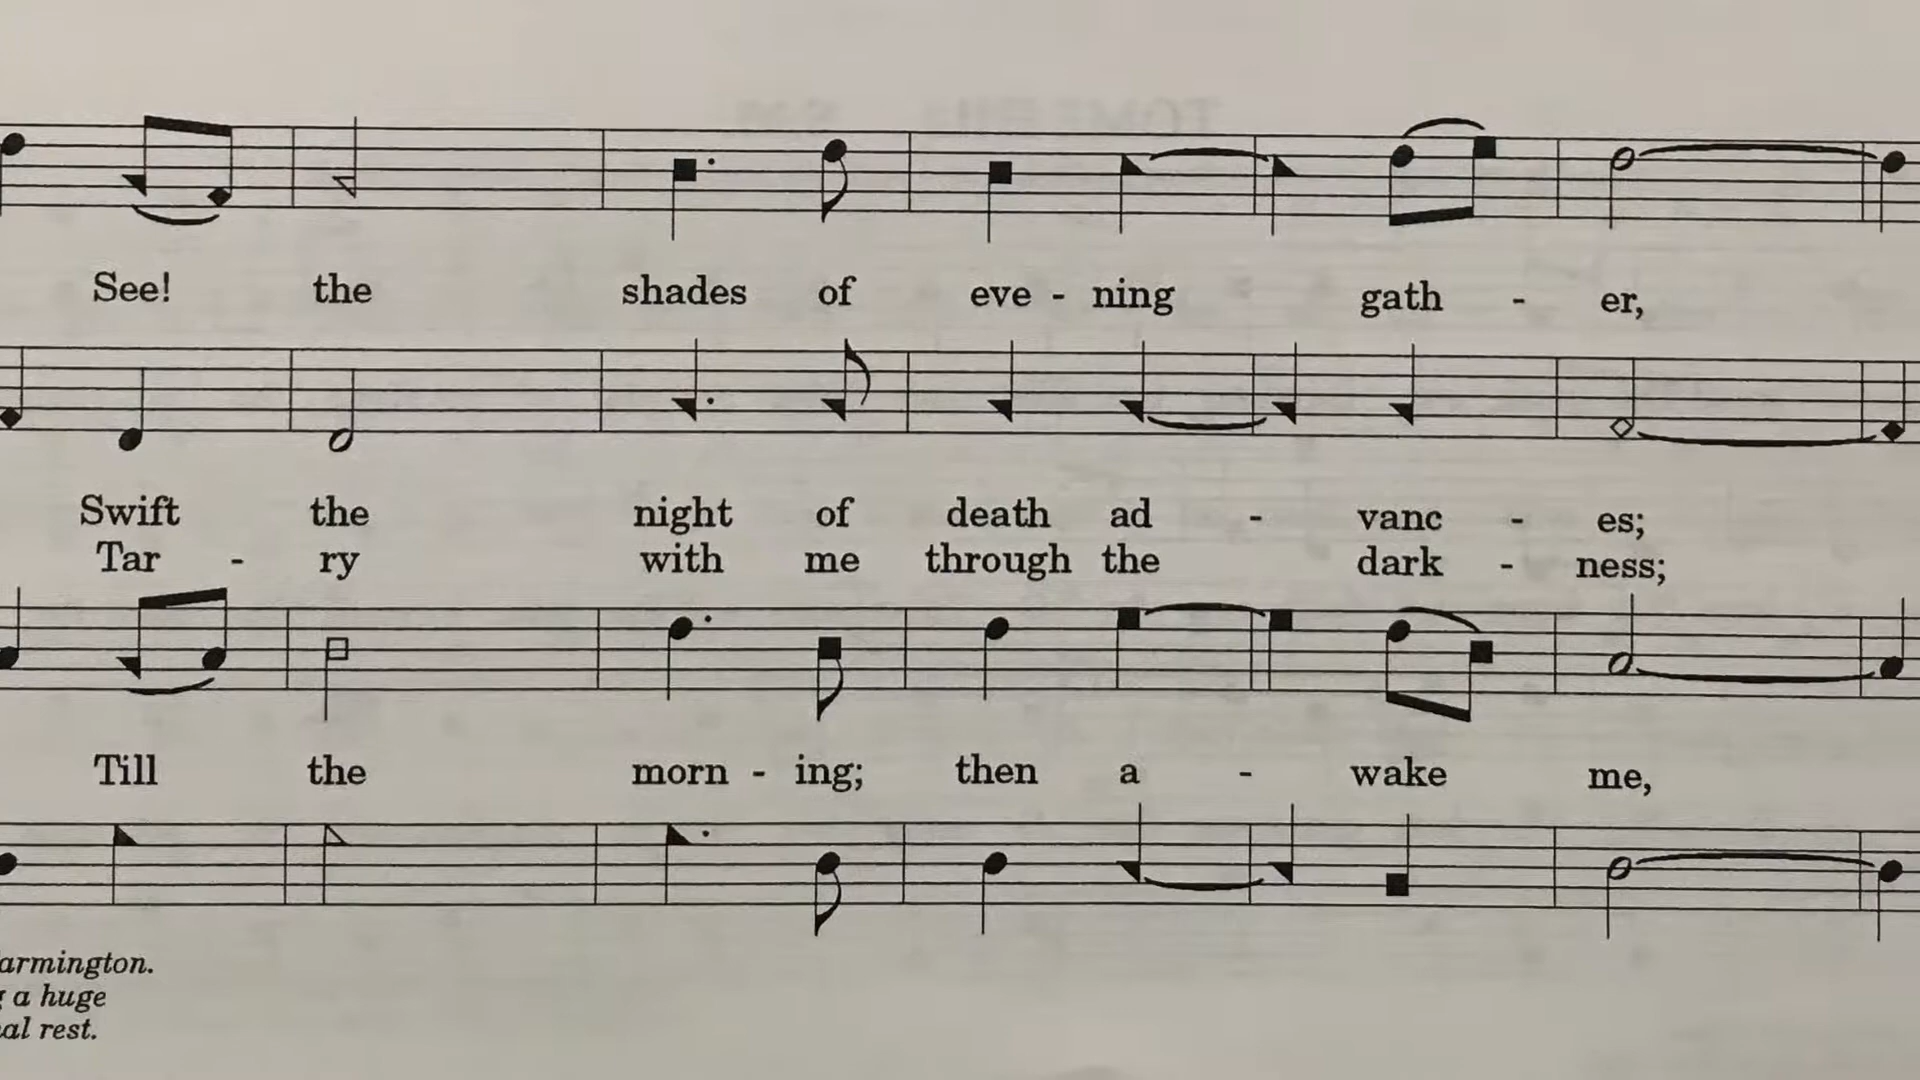 See! the shades of eve - ning gath - er,
Swift the night of death ad - vanc - es;
Tar - ry with me through the dark - ness;
Till the morn - ing; then a - wake me,
armington.
a huge
al rest.